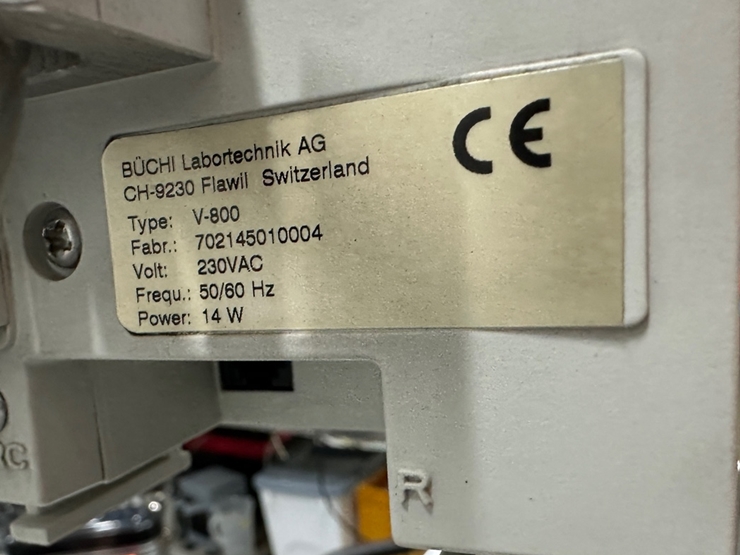 BÜCHI Labortechnik AG
CH-9230 Flawil Switzerland
Type: V-800
Fabr.: 702145010004
Volt: 230VAC
Frequ.: 50/60 Hz
Power: 14 W
CE
R